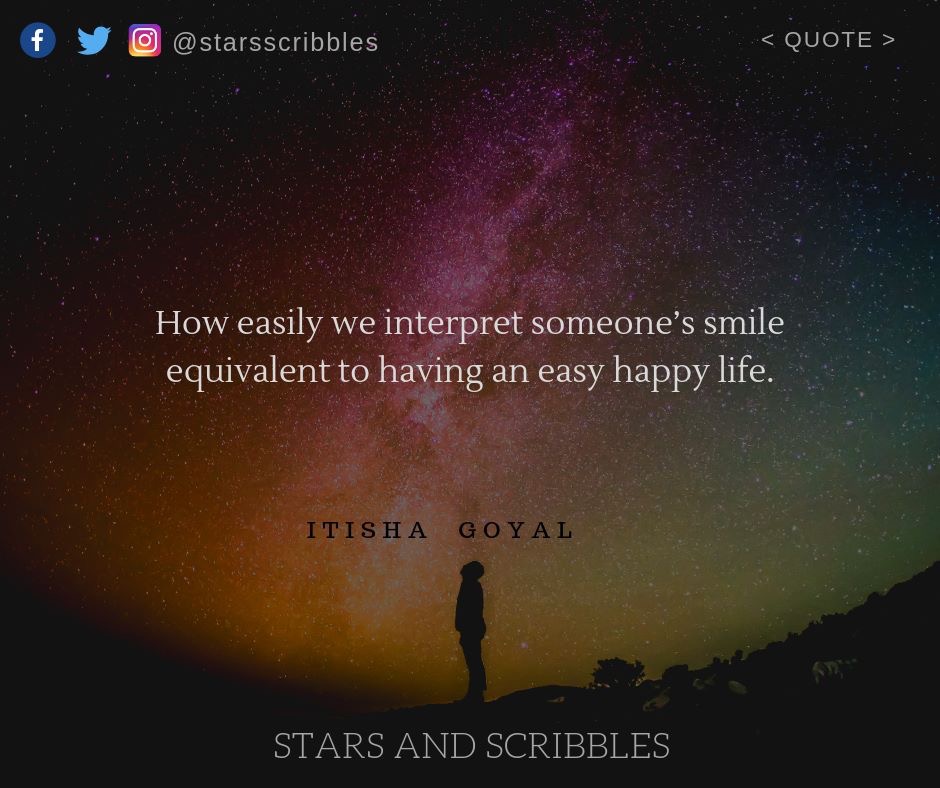 @starsscribbles
< QUOTE >
How easily we interpret someone’s smile
equivalent to having an easy happy life.
ITISHA GOYAL
STARS AND SCRIBBLES